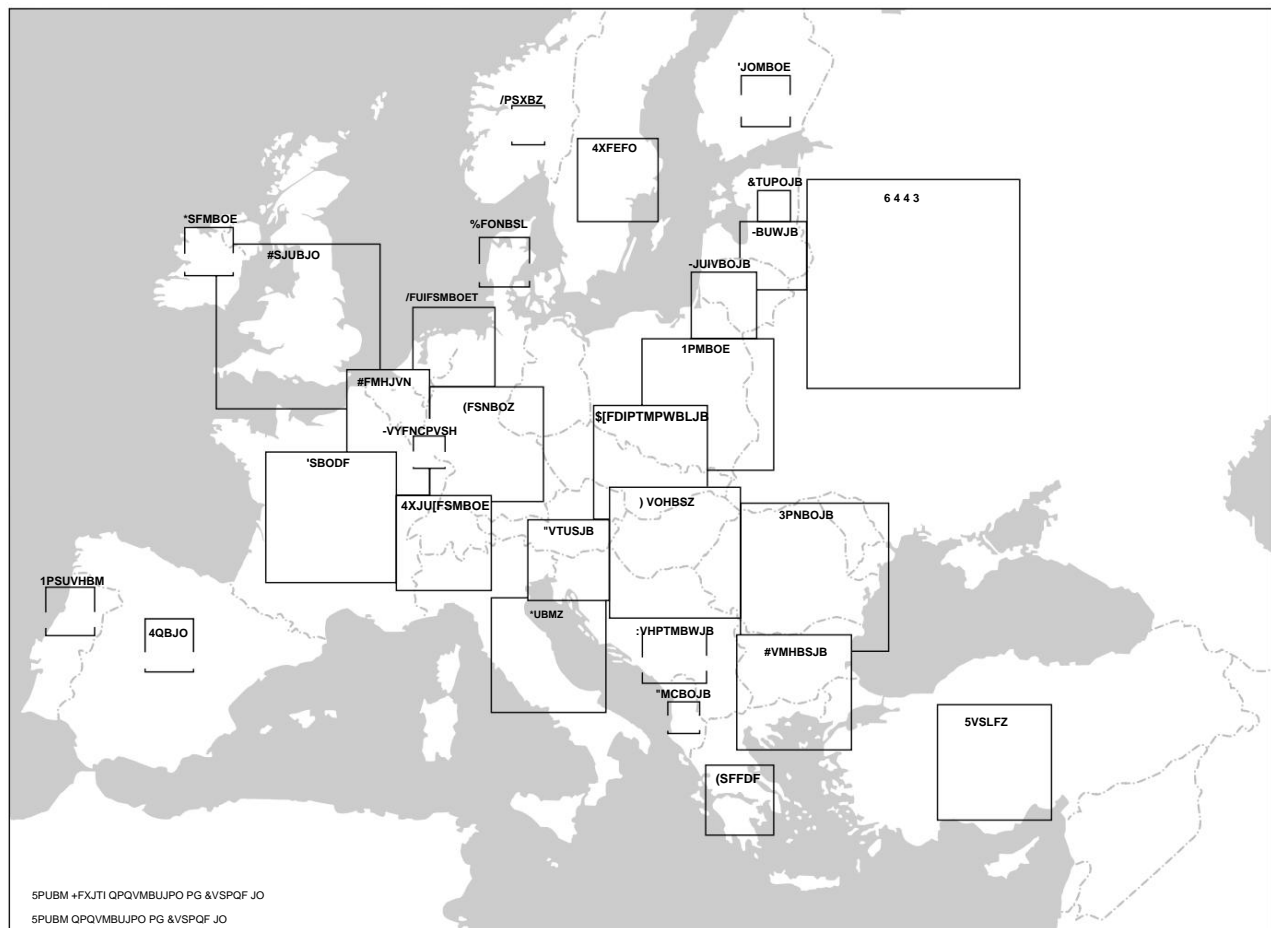 'JOMBOE
/PSXBZ
4XFEFO
&TUPOJB
6 4 4 3
*SFMBOE
%FONBSL
-BUWJB
#SJUBJO
-JUIVBOJB
/FUIFSMBOET
1PMBOE
#FMHJVN
(FSNBOZ
$[FDIPTMPWBLJB
-VYFNCPVSH
'SBODF
4XJU[FSMBOE
) VOHBSZ
3PNBOJB
"VTUSJB
1PSUVHBM
*UBMZ
4QBJO
:VHPTMBWJB
#VMHBSJB
"MCBOJB
5VSLFZ
(SFFDF
5PUBM +FXJTI QPQVMBUJPO PG &VSPQF JO
5PUBM QPQVMBUJPO PG &VSPQF JO